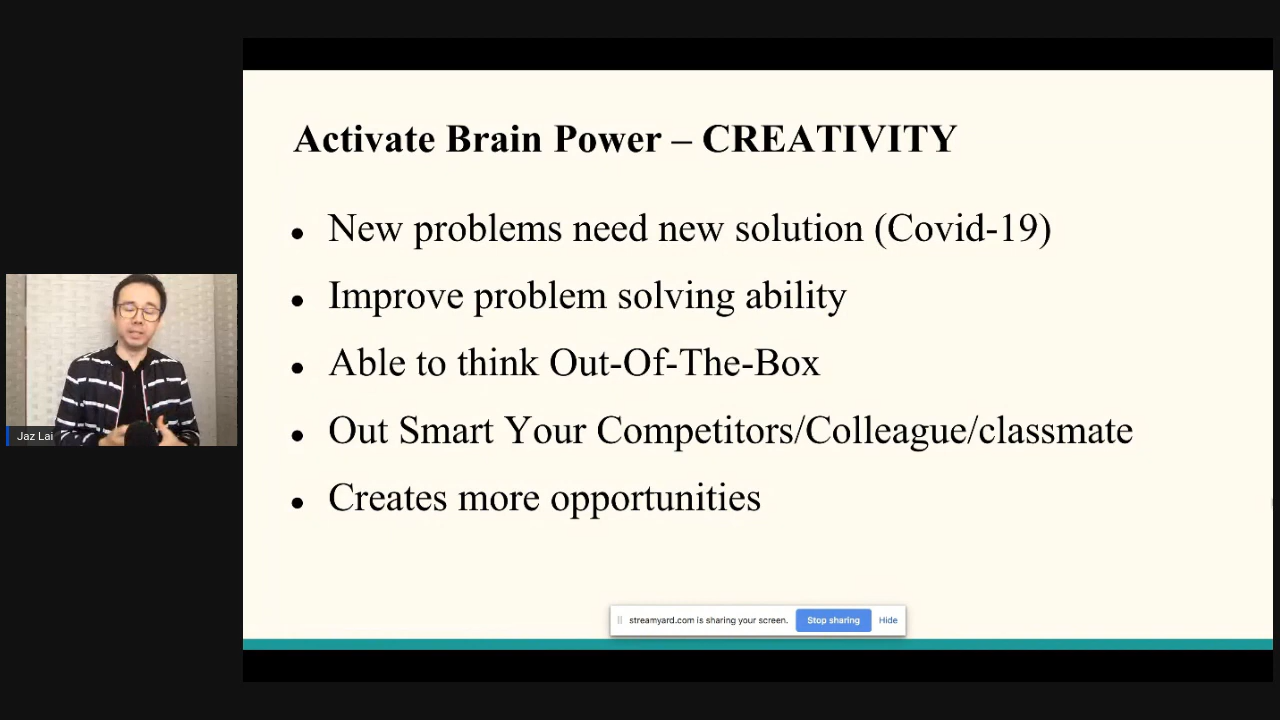 Activate Brain Power – CREATIVITY
New problems need new solution (Covid-19)
Improve problem solving ability
Able to think Out-Of-The-Box
Out Smart Your Competitors/Colleague/classmate
Creates more opportunities
Jaz Lai
streamyard.com is sharing your screen. Stop sharing Hide